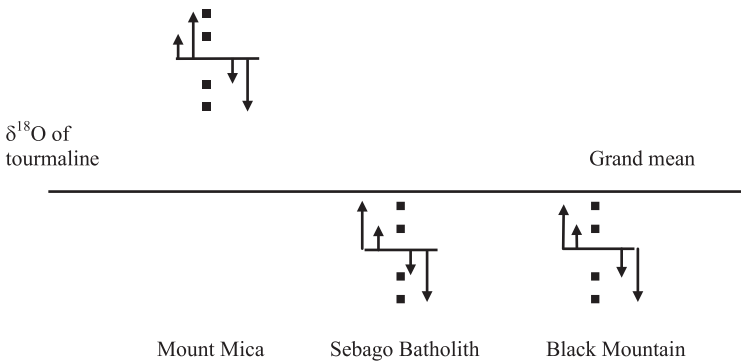 δ¹⁸O of
tourmaline
Grand mean
Mount Mica
Sebago Batholith
Black Mountain